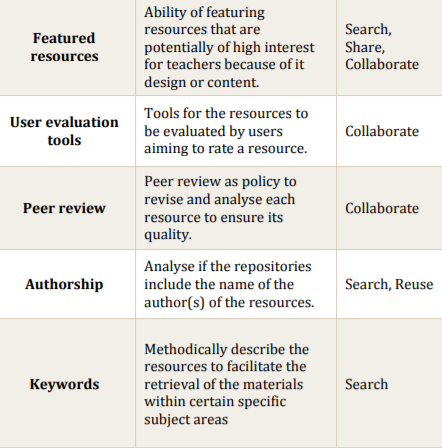 Featured
resources
Ability of featuring
resources that are
potentially of high interest
for teachers because of it
design or content.
Search,
Share,
Collaborate
User evaluation
tools
Tools for the resources to
be evaluated by users
aiming to rate a resource.
Collaborate
Peer review
Peer review as policy to
revise and analyse each
resource to ensure its
quality.
Collaborate
Authorship
Analyse if the repositories
include the name of the
author(s) of the resources.
Search, Reuse
Keywords
Methodically describe the
resources to facilitate the
retrieval of the materials
within certain specific
subject areas
Search